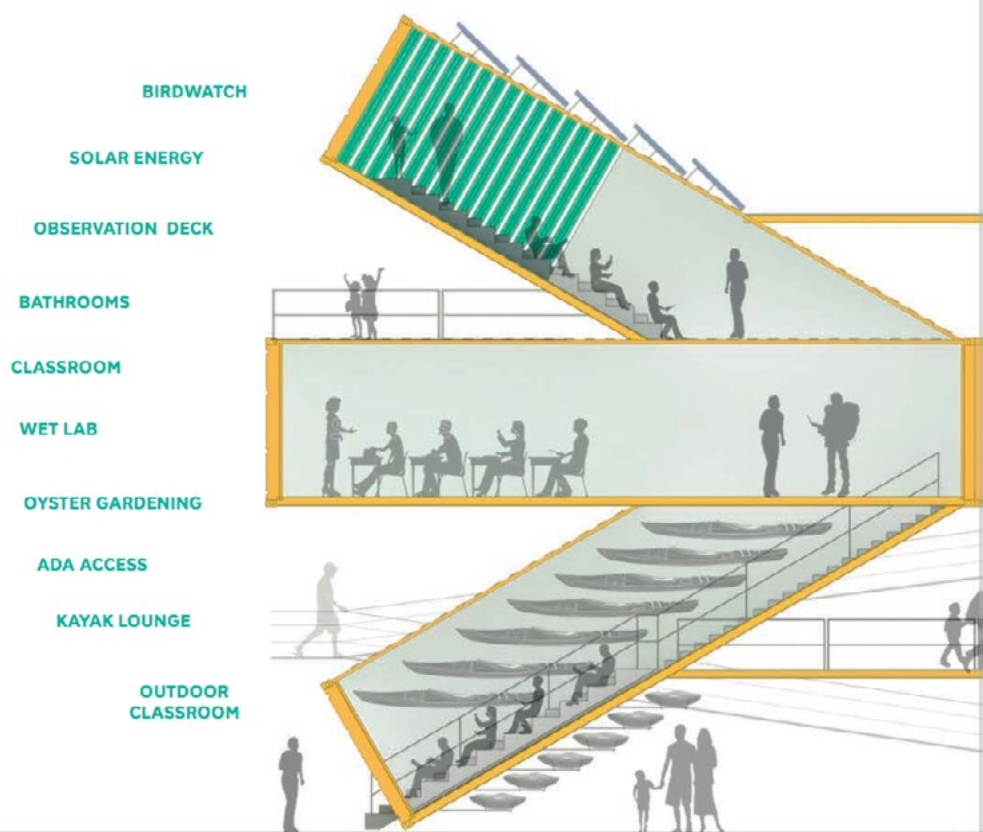 BIRDWATCH
SOLAR ENERGY
OBSERVATION DECK
BATHROOMS
CLASSROOM
WET LAB
OYSTER GARDENING
ADA ACCESS
KAYAK LOUNGE
OUTDOOR
CLASSROOM